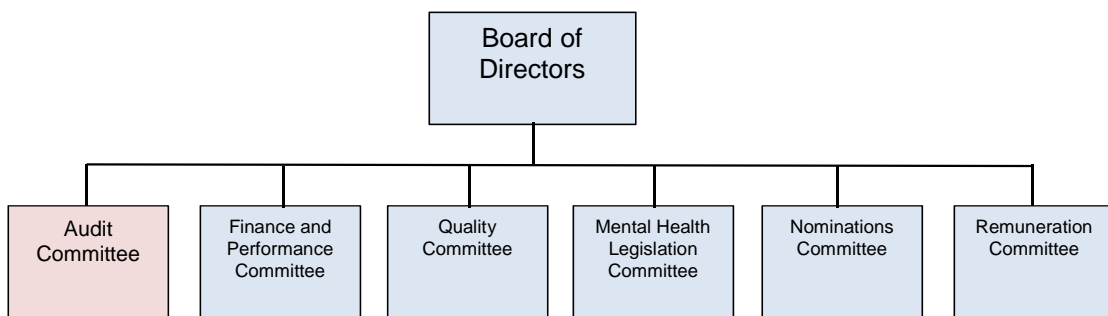 Board of
Directors
Audit
Committee
Finance and
Performance
Committee
Quality
Committee
Mental Health
Legislation
Committee
Nominations
Committee
Remuneration
Committee